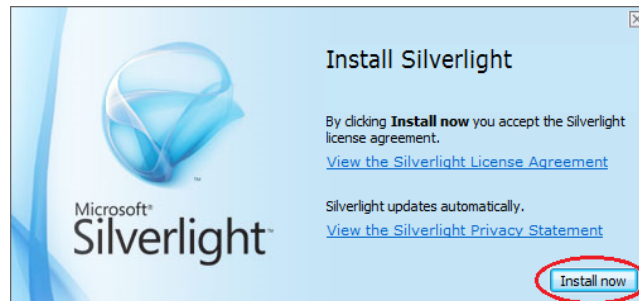 Install Silverlight
By clicking Install now you accept the Silverlight
license agreement.
View the Silverlight License Agreement
Microsoft®
Silverlight™
Silverlight updates automatically.
View the Silverlight Privacy Statement
Install now